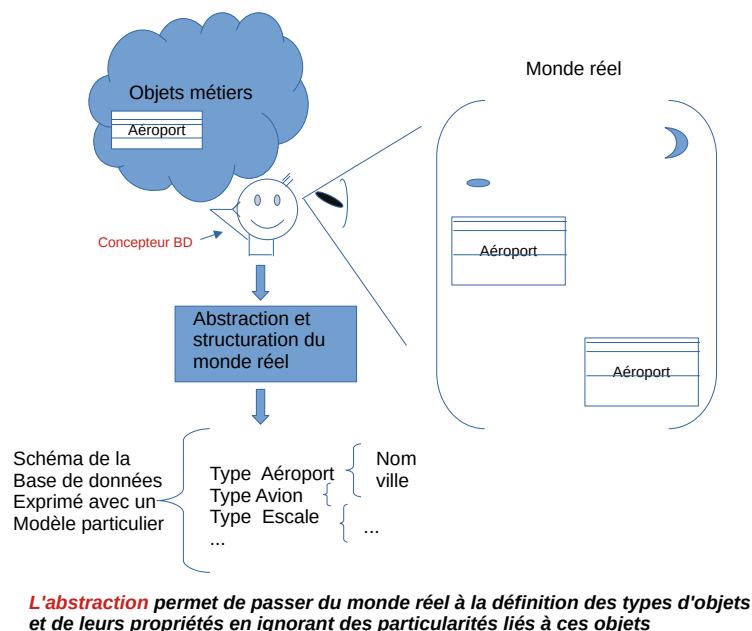 Objets métiers
Aéroport
Monde réel
Concepteur BD
Aéroport
Aéroport
Abstraction et
structuration du
monde réel
Schéma de la
Base de données
Exprimé avec un
Modèle particulier
Type Aéroport
Type Avion
Type Escale
...
Nom
ville
...
L'abstraction permet de passer du monde réel à la définition des types d'objets
et de leurs propriétés en ignorant des particularités liés à ces objets